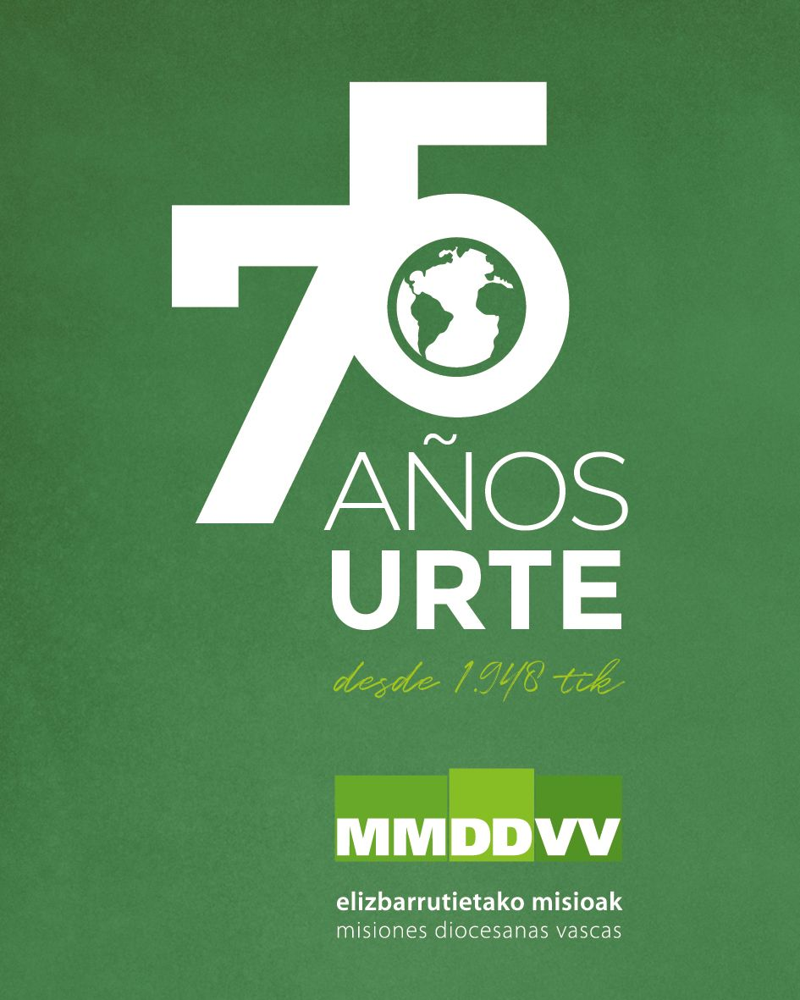 75
AÑOS
URTE
desde 1.948 tik
MMDDVV
elizbarrutietako misioak
misiones diocesanas vascas